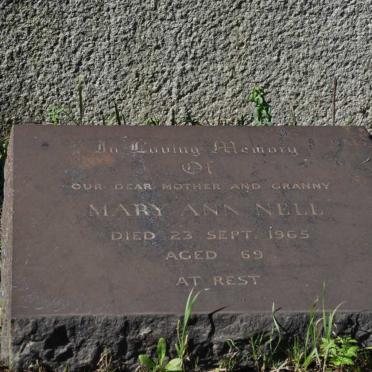 In Loving Memory
Of
OUR DEAR MOTHER AND GRANNY
MARY ANN NELL
DIED 23 SEPT. 1965
AGED 69
AT REST